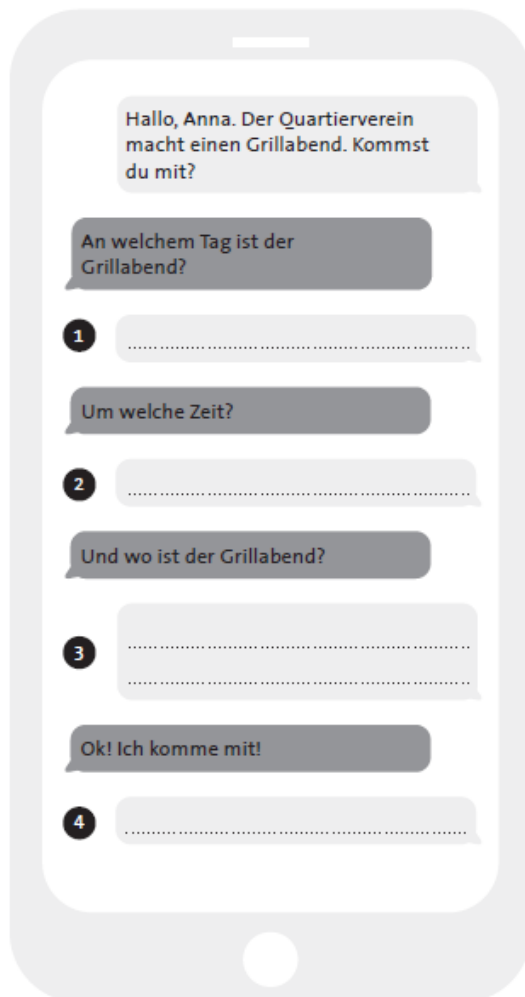 Hallo, Anna. Der Quartierverein
macht einen Grillabend. Kommst
du mit?
An welchem Tag ist der
Grillabend?
1
Um welche Zeit?
2
Und wo ist der Grillabend?
3
Ok! Ich komme mit!
4